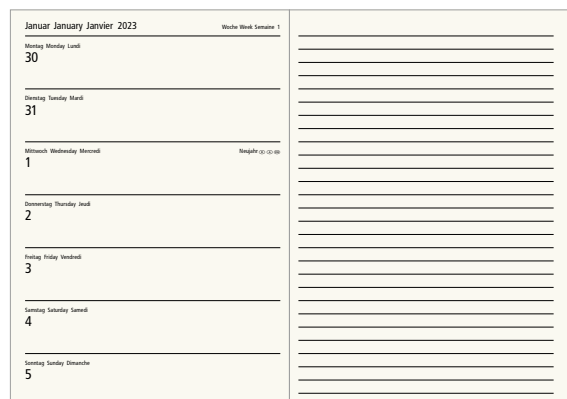 Januar January Janvier 2023 Woche Week Semaine 1
Montag Monday Lundi
30
Dienstag Tuesday Mardi
31
Mittwoch Wednesday Mercredi Neujahr
1
Donnerstag Thursday Jeudi
2
Freitag Friday Vendredi
3
Samstag Saturday Samedi
4
Sonntag Sunday Dimanche
5